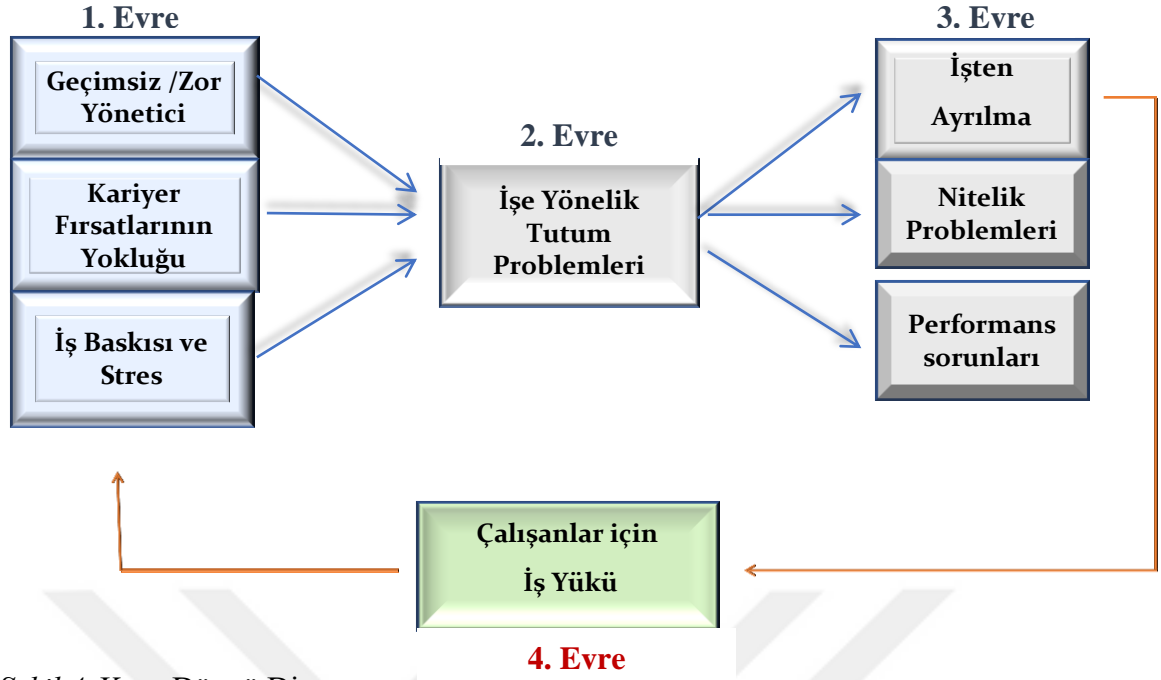 1. Evre
Geçimsiz /Zor
Yönetici
Kariyer
Fırsatlarının
Yokluğu
İş Baskısı ve
Stres
2. Evre
İşe Yönelik
Tutum
Problemleri
3. Evre
İşten
Ayrılma
Nitelik
Problemleri
Performans
sorunları
Çalışanlar için
İş Yükü
4. Evre